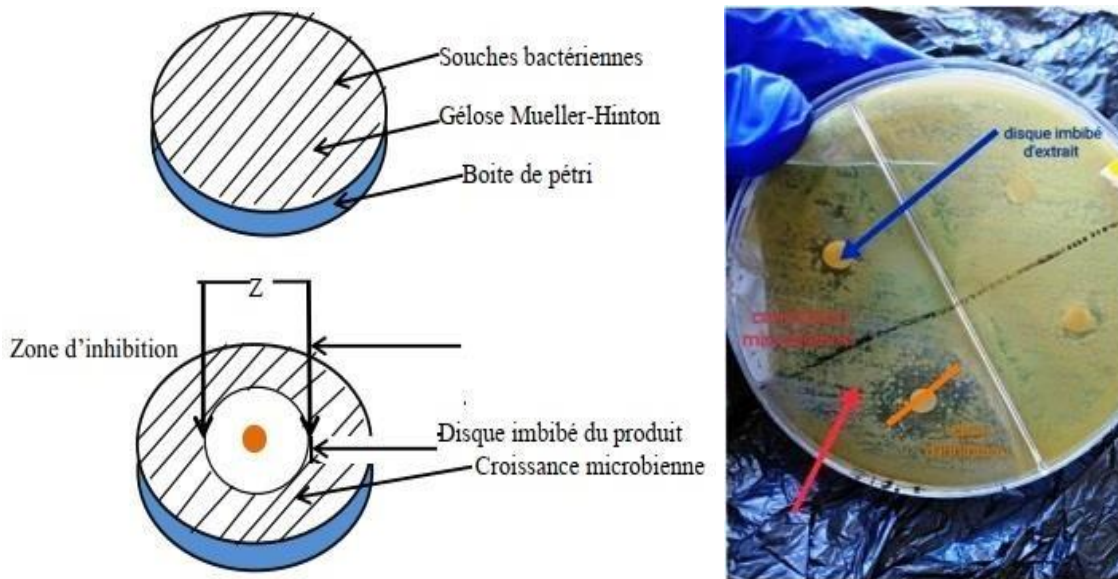 Souches bactériennes
Gélose Mueller-Hinton
Boite de pétri
Z
Zone d’inhibition
Disque imbibé du produit
Croissance microbienne
disque imbibé
d'extrait